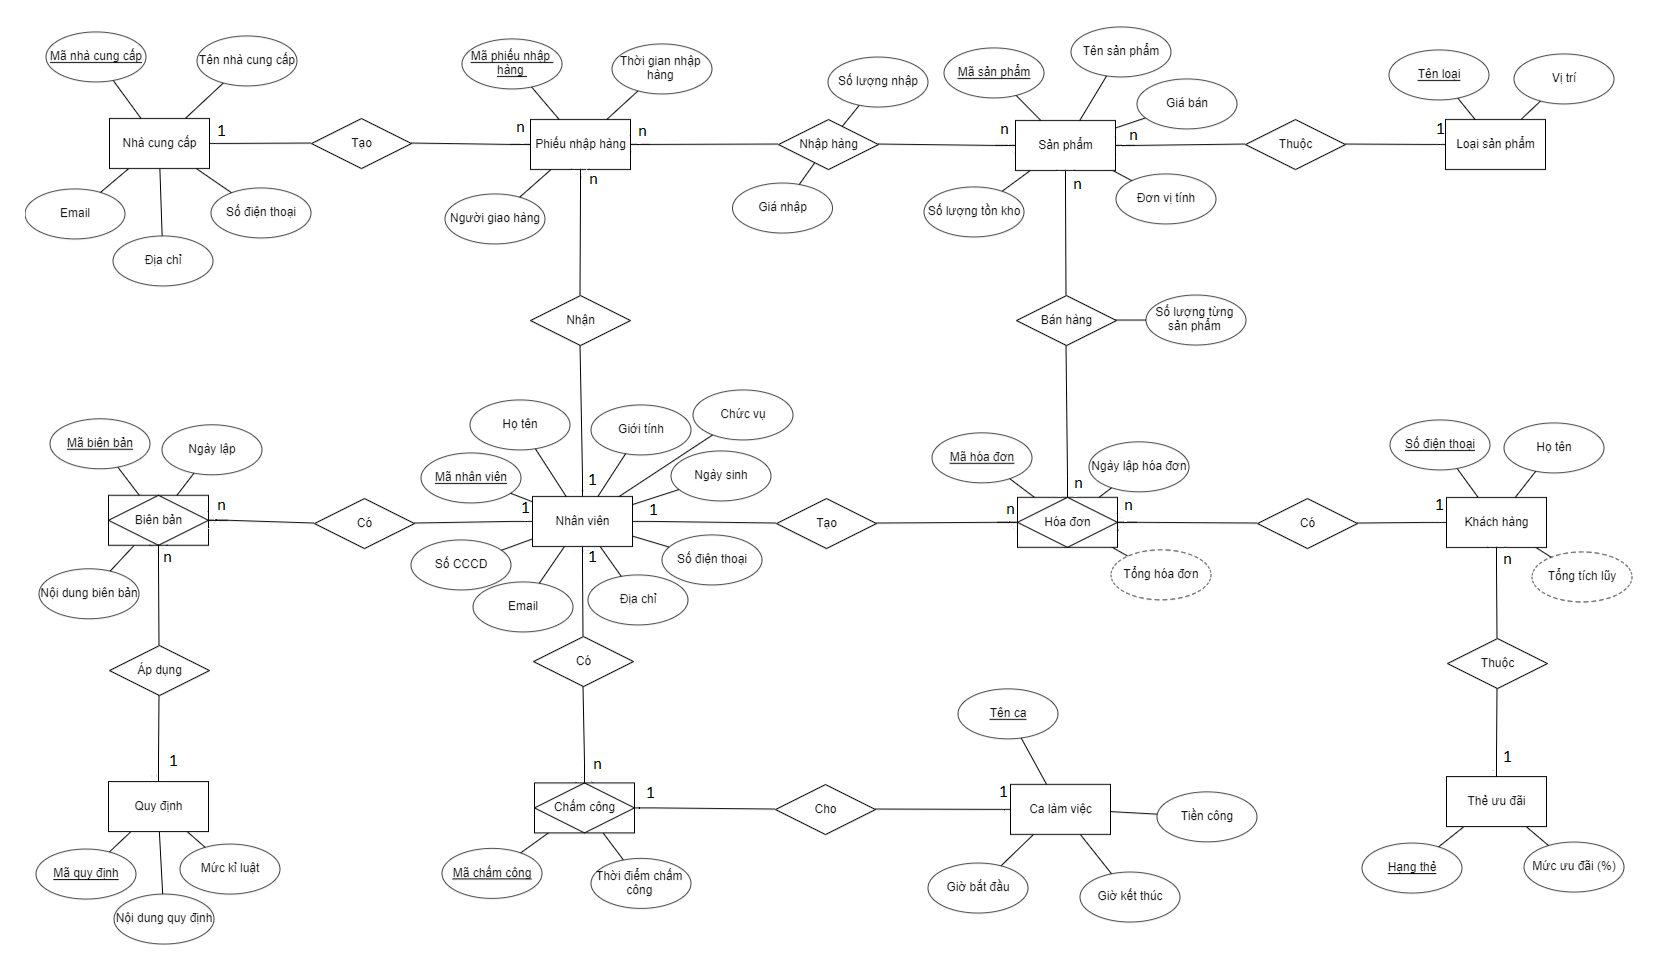 Mã nhà cung cấp
Tên nhà cung cấp
Mã phiếu nhập
hàng
Thời gian nhập
hàng
Số lượng nhập
Mã sản phẩm
Tên sản phẩm
Giá bán
Tên loại
Vị trí
Nhà cung cấp
1
Tạo
n
Phiếu nhập hàng
n
Nhập hàng
n
Sản phẩm
n
Thuộc
1
Loại sản phẩm
Email
Số điện thoại
Địa chỉ
Người giao hàng
n
Giá nhập
Số lượng tồn kho
n
Đơn vị tính
Nhận
Bán hàng
Số lượng từng
sản phẩm
Mã biên bản
Ngày lập
Họ tên
Giới tính
Chức vụ
Mã nhân viên
Ngày sinh
Mã hóa đơn
Ngày lập hóa đơn
Số điện thoại
Họ tên
1
n
Biên bản
n
Có
1
Nhân viên
1
Tạo
n
Hóa đơn
n
Có
1
Khách hàng
Nội dung biên bản
n
Số CCCD
Email
1
Địa chỉ
Số điện thoại
Tổng hóa đơn
n
Tổng tích lũy
Áp dụng
Có
Thuộc
Tên ca
1
n
1
Quy định
Chấm công
1
Cho
1
Ca làm việc
Tiền công
Thẻ ưu đãi
Mã quy định
Mức kỉ luật
Nội dung quy định
Mã chấm công
Thời điểm chấm
công
Giờ bắt đầu
Giờ kết thúc
Hạng thẻ
Mức ưu đãi (%)